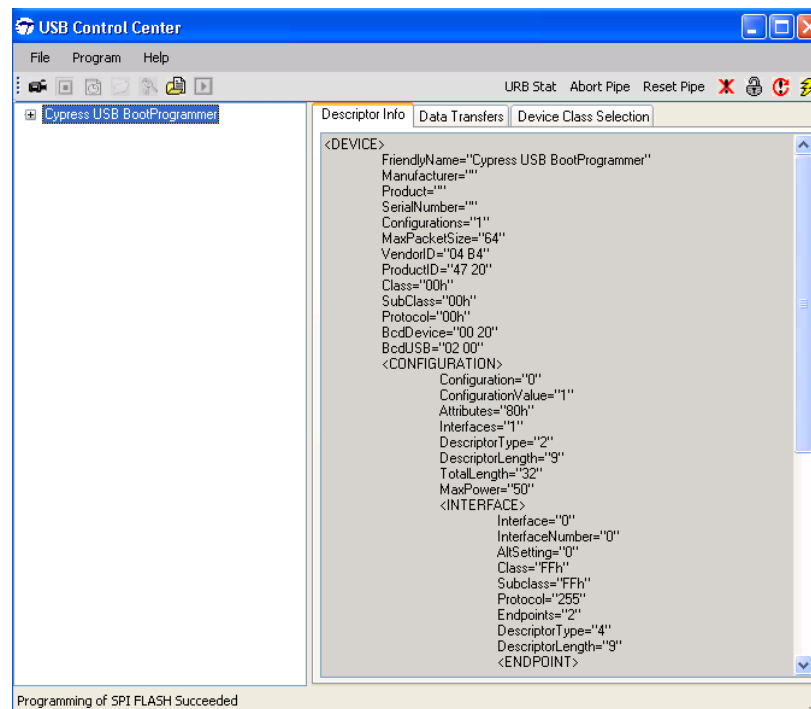 USB Control Center
File Program Help
URB Stat Abort Pipe Reset Pipe
Cypress USB BootProgrammer
Descriptor Info Data Transfers Device Class Selection
<DEVICE>
FriendlyName="Cypress USB BootProgrammer"
Manufacturer=""
Product=""
SerialNumber=""
Configurations="1"
MaxPacketSize="64"
VendorID="04 B4"
ProductID="47 20"
Class="00h"
SubClass="00h"
Protocol="00h"
BcdDevice="00 20"
BcdUSB="02 00"
<CONFIGURATION>
Configuration="0"
ConfigurationValue="1"
Attributes="80h"
Interfaces="1"
DescriptorType="2"
DescriptorLength="9"
TotalLength="32"
MaxPower="50"
<INTERFACE>
Interface="0"
InterfaceNumber="0"
AltSetting="0"
Class="FFh"
Subclass="FFh"
Protocol="255"
Endpoints="2"
DescriptorType="4"
DescriptorLength="9"
<ENDPOINT>
Programming of SPI FLASH Succeeded